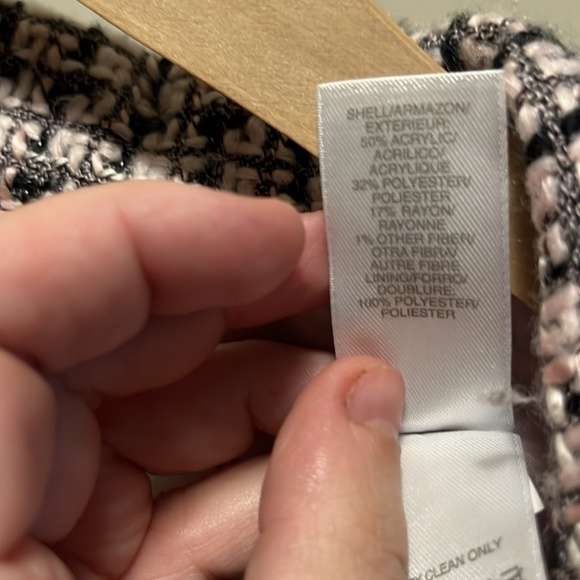 SHELL/ARMAZON/
EXTERIEUR:
50% ACRYLIC/
ACRILICO/
ACRYLIQUE
32% POLYESTER/
POLIESTER
17% RAYON/
RAYONNE
1% OTHER FIBER/
OTRA FIBRA/
AUTRE FIBRE
LINING/FORRO/
DOUBLURE:
100% POLYESTER/
POLIESTER
CLEAN ONLY